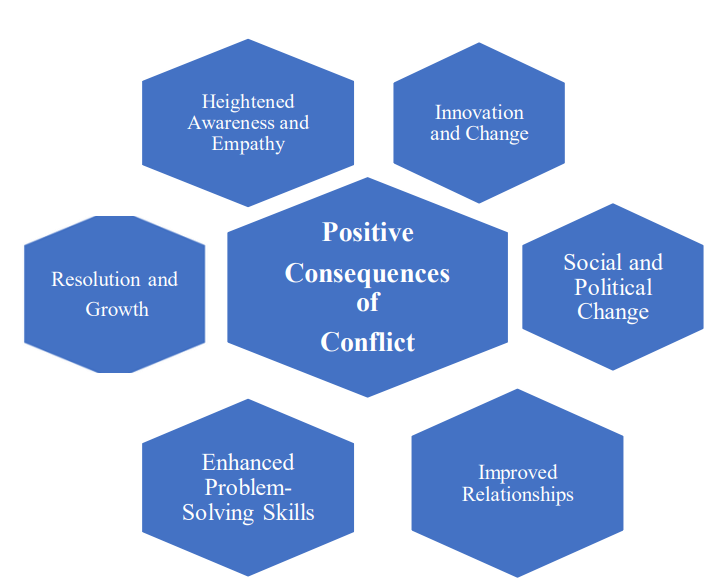 Heightened
Awareness and
Empathy
Innovation
and Change
Positive
Consequences
of
Conflict
Resolution and
Growth
Social and
Political
Change
Enhanced
Problem-
Solving Skills
Improved
Relationships